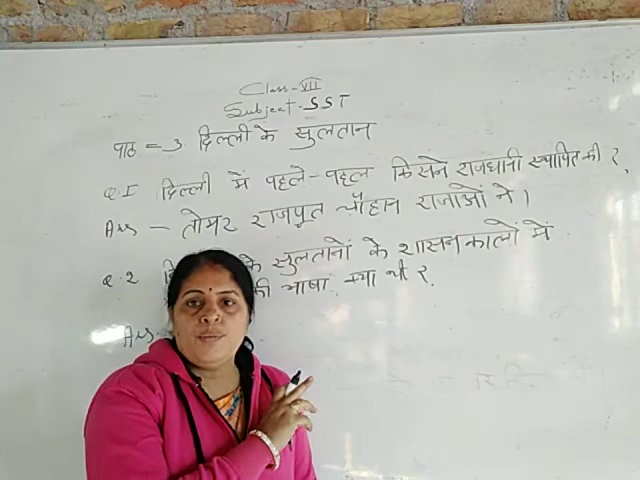 Class - VII
Subject - SST
पाठ = 3 दिल्ली के सुलतान
Q.1 दिल्ली में पहले-पहल किसने राजधानी स्थापित की ?
Ans - तोमर राजपूत चौहान राजाओं ने।
Q.2 के सुलतानों के शासनकालों में
की भाषा क्या थी ?
Ans